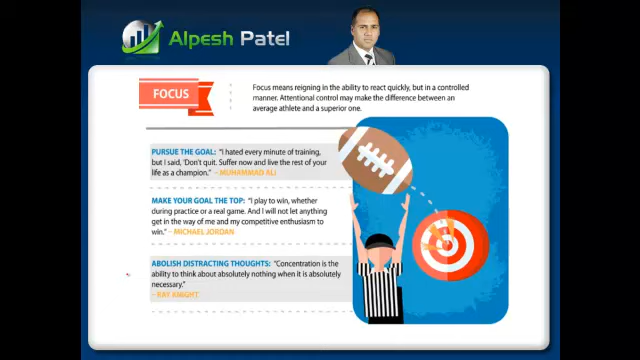 Alpesh Patel
FOCUS
Focus means reigning in the ability to react quickly, but in a controlled
manner. Attentional control may make the difference between an
average athlete and a superior one.
PURSUE THE GOAL: "I hated every minute of training,
but I said, 'Don't quit. Suffer now and live the rest of your
life as a champion." – MUHAMMAD ALI
MAKE YOUR GOAL THE TOP: "I play to win, whether
during practice or a real game. And I will not let anything
get in the way of me and my competitive enthusiasm to
win." – MICHAEL JORDAN
ABOLISH DISTRACTING THOUGHTS: "Concentration is the
ability to think about absolutely nothing when it is absolutely
necessary."
– RAY KNIGHT